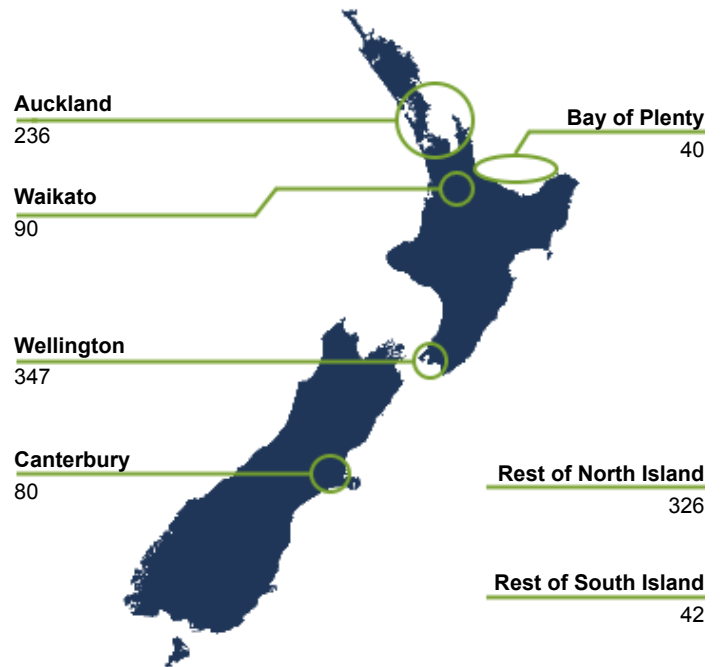 Auckland
236
Bay of Plenty
40
Waikato
90
Wellington
347
Canterbury
80
Rest of North Island
326
Rest of South Island
42